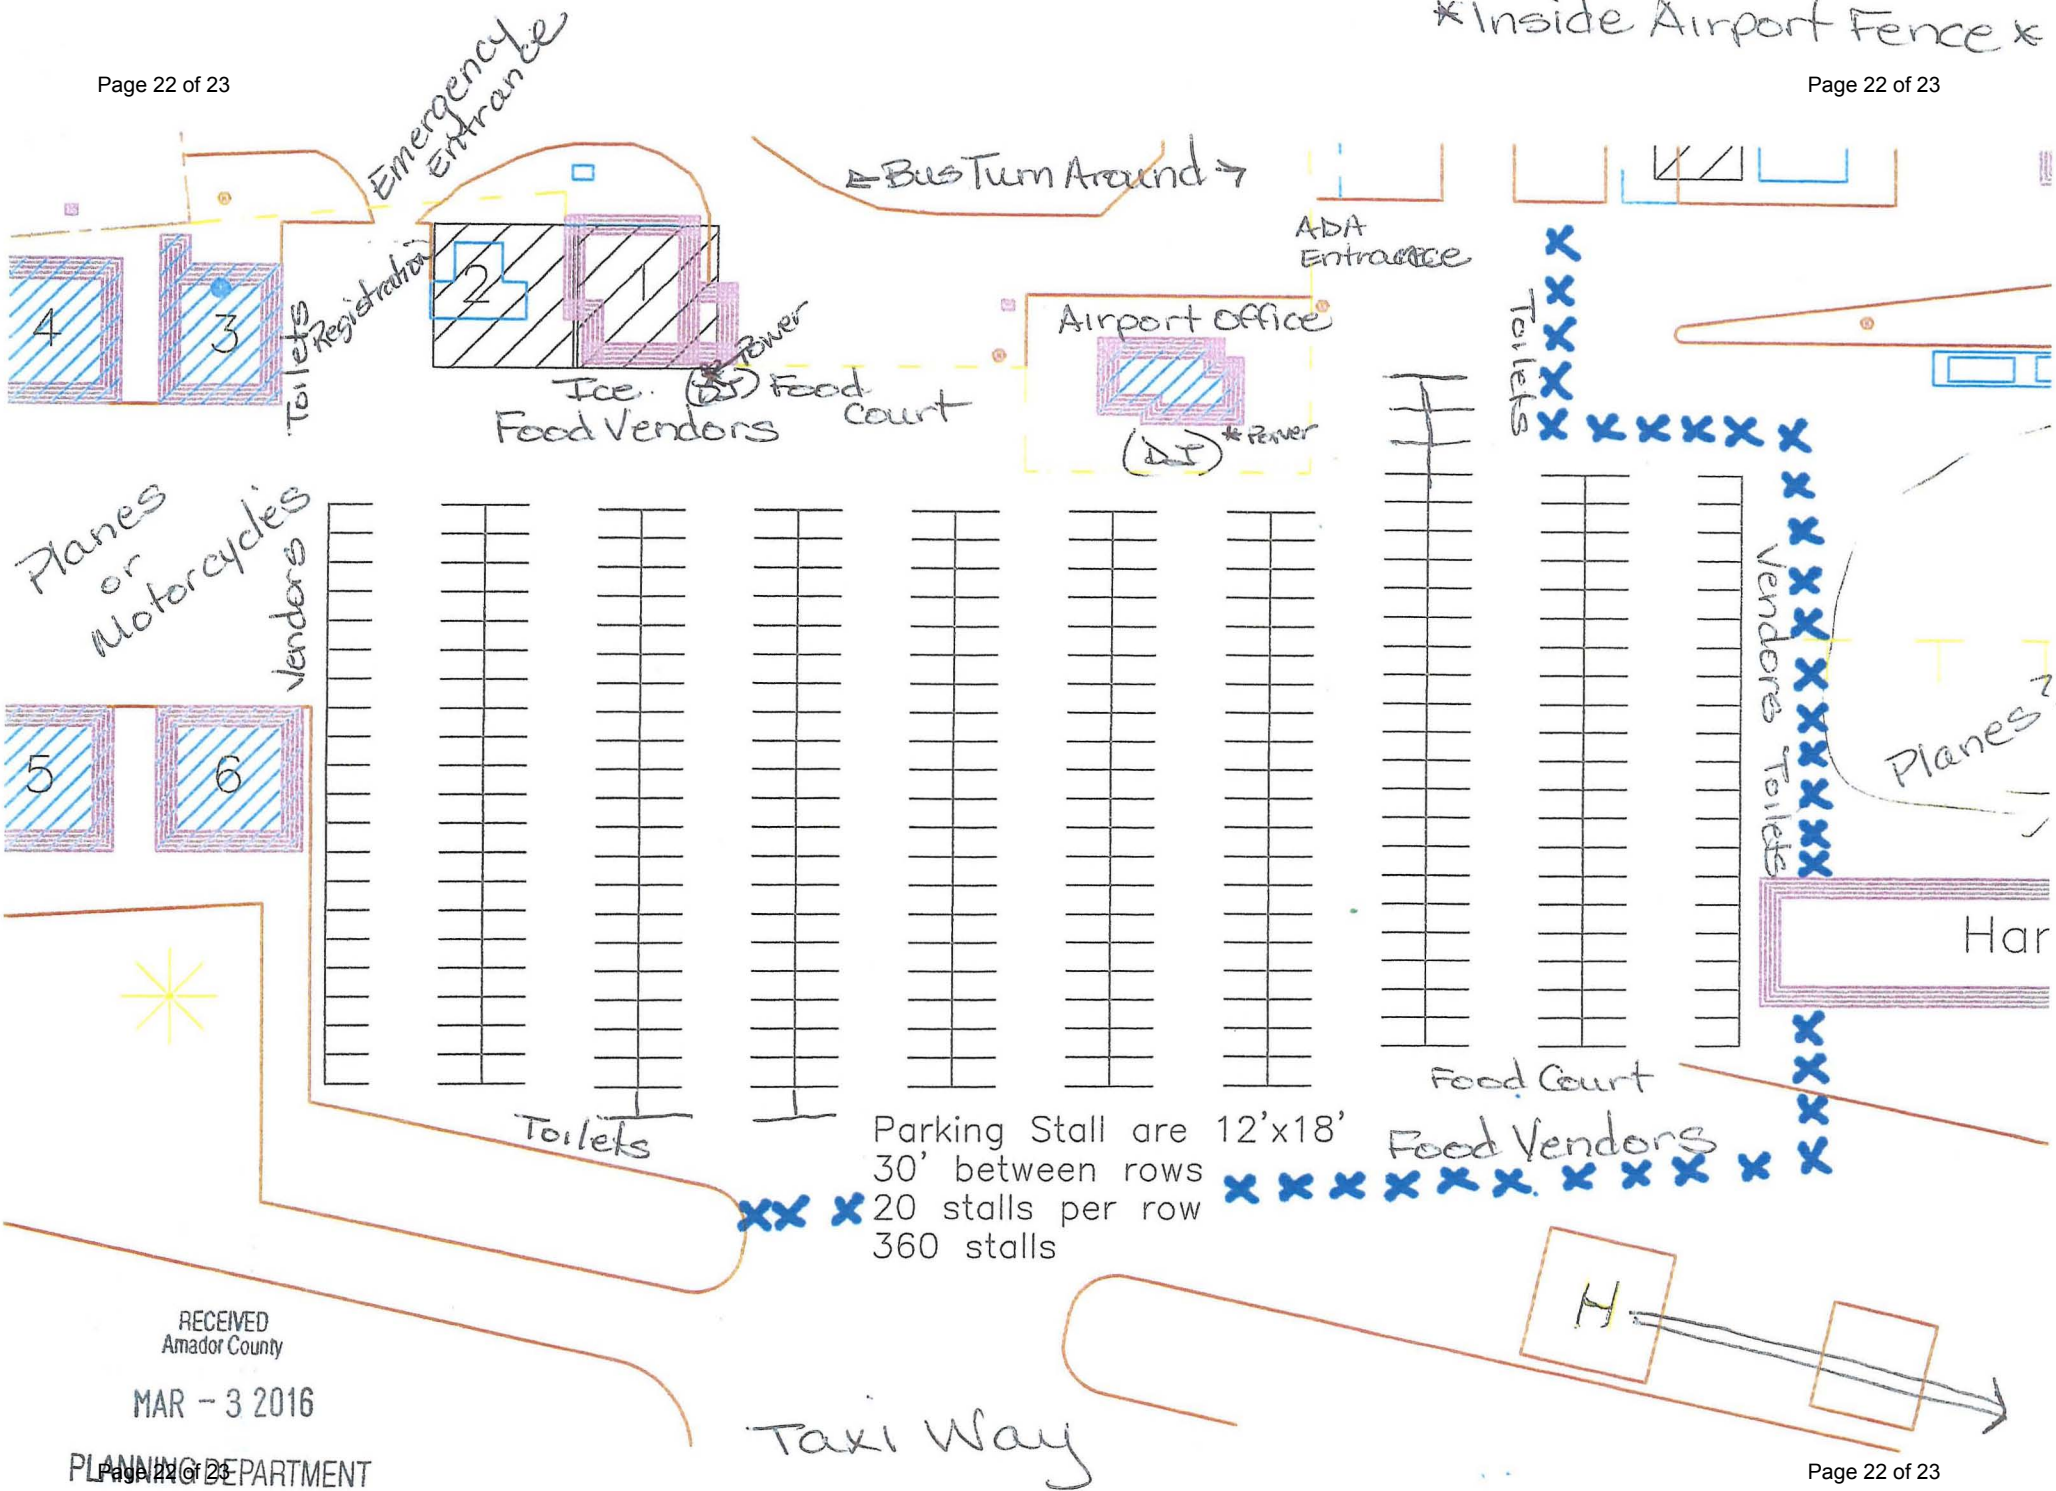 *Inside Airport Fence*
Page 22 of 23
Page 22 of 23
Emergency
Entrance
←Bus Turn Around→
ADA
Entrance
Toilets
Registration
Toilets
4
3
2
1
*Power
Airport Office
Ice
(DJ)
Food
Court
Food Vendors
(DJ)
*Power
Planes
or
Motorcycles
Vendors
Vendors
Toilets
Planes
5
6
Har
Food Court
Food Vendors
Toilets
Parking Stall are 12'x18'
30' between rows
20 stalls per row
360 stalls
H
RECEIVED
Amador County
MAR - 3 2016
PLANNING DEPARTMENT
Taxi Way
Page 22 of 23
Page 22 of 23